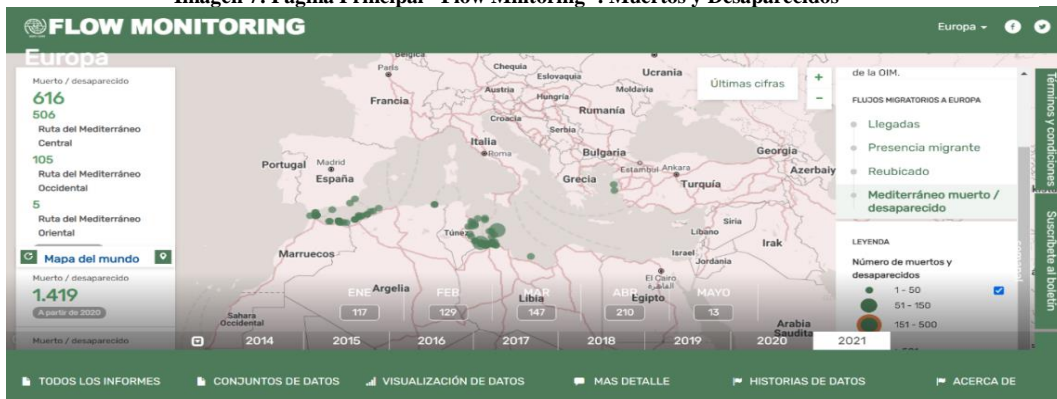 Imagen 7. Página Principal "Flow Minitoring": Muertos y Desaparecidos
FLOW MONITORING
Europa
Europa
Muerto / desaparecido
616
506
Ruta del Mediterráneo
Central
105
Ruta del Mediterráneo
Occidental
5
Ruta del Mediterráneo
Oriental
Mapa del mundo
Muerto / desaparecido
1.419
A partir de 2020
Muerto / desaparecido
Bélgica
París
Francia
Chequia
Eslovaquia
Austria
Hungría
Moldavia
Ucrania
Croacia
Rumanía
Serbia
Italia
Roma
Bulgaria
Georgia
Portugal
Madrid
España
Grecia
Estambul
Ankara
Turquía
Azerbaiy
Túnez
Siria
Líbano
Irak
Marruecos
Israel
Jordania
El Cairo
القاهرة
Argelia
Libia
Egipto
Sahara
Occidental
Arabia
Saudita
ENE
FEB
MAR
ABR
MAYO
117
129
147
210
13
2014
2015
2016
2017
2018
2019
2020
2021
Últimas cifras
+
−
de la OIM.
FLUJOS MIGRATORIOS A EUROPA
Llegadas
Presencia migrante
Reubicado
Mediterráneo muerto /
desaparecido
LEYENDA
Número de muertos y
desaparecidos
1 - 50
51 - 150
151 - 500
Términos y condiciones
Suscríbete al boletín
TODOS LOS INFORMES
CONJUNTOS DE DATOS
VISUALIZACIÓN DE DATOS
MAS DETALLE
HISTORIAS DE DATOS
ACERCA DE